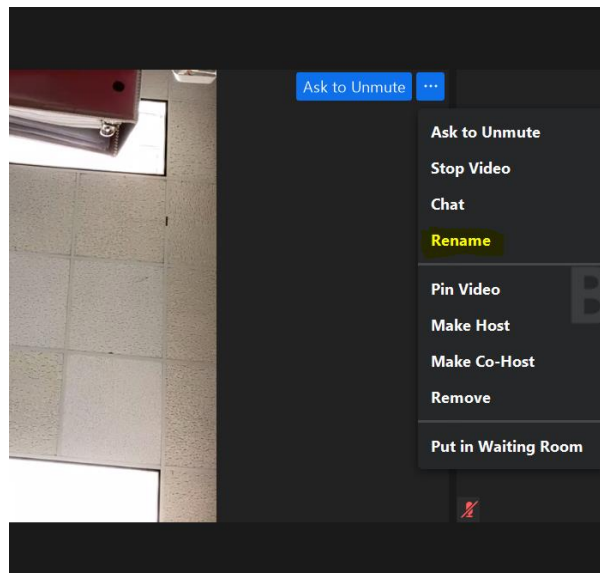 Ask to Unmute ...
Ask to Unmute
Stop Video
Chat
Rename
Pin Video
Make Host
Make Co-Host
Remove
Put in Waiting Room